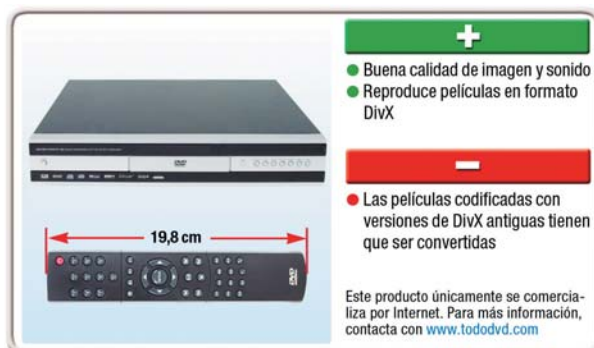 Buena calidad de imagen y sonido
Reproduce películas en formato
DivX
Las películas codificadas con
versiones de DivX antiguas tienen
que ser convertidas
19,8 cm
DVD
Este producto únicamente se comercia-
liza por Internet. Para más información,
contacta con www.tododvd.com